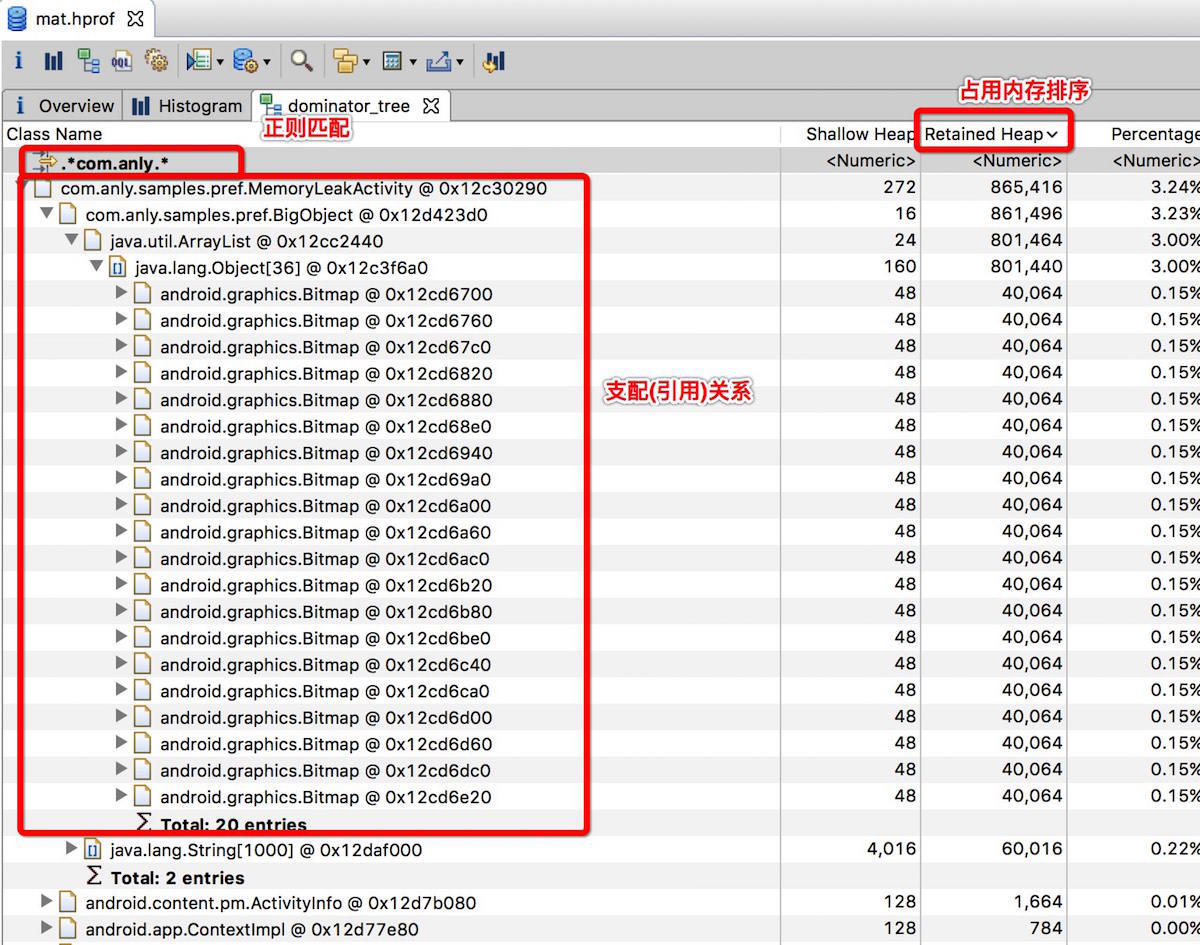 mat.hprof
Overview Histogram dominator_tree
正则匹配
占用内存排序
Class Name Shallow Heap Retained Heap Percentage
.*com.anly.* <Numeric> <Numeric> <Numeric>
com.anly.samples.pref.MemoryLeakActivity @ 0x12c30290 272 865,416 3.24%
com.anly.samples.pref.BigObject @ 0x12d423d0 16 861,496 3.23%
java.util.ArrayList @ 0x12cc2440 24 801,464 3.00%
java.lang.Object[36] @ 0x12c3f6a0 160 801,440 3.00%
android.graphics.Bitmap @ 0x12cd6700 48 40,064 0.15%
android.graphics.Bitmap @ 0x12cd6760 48 40,064 0.15%
android.graphics.Bitmap @ 0x12cd67c0 48 40,064 0.15%
android.graphics.Bitmap @ 0x12cd6820 48 40,064 0.15%
支配(引用)关系
android.graphics.Bitmap @ 0x12cd6880 48 40,064 0.15%
android.graphics.Bitmap @ 0x12cd68e0 48 40,064 0.15%
android.graphics.Bitmap @ 0x12cd6940 48 40,064 0.15%
android.graphics.Bitmap @ 0x12cd69a0 48 40,064 0.15%
android.graphics.Bitmap @ 0x12cd6a00 48 40,064 0.15%
android.graphics.Bitmap @ 0x12cd6a60 48 40,064 0.15%
android.graphics.Bitmap @ 0x12cd6ac0 48 40,064 0.15%
android.graphics.Bitmap @ 0x12cd6b20 48 40,064 0.15%
android.graphics.Bitmap @ 0x12cd6b80 48 40,064 0.15%
android.graphics.Bitmap @ 0x12cd6be0 48 40,064 0.15%
android.graphics.Bitmap @ 0x12cd6c40 48 40,064 0.15%
android.graphics.Bitmap @ 0x12cd6ca0 48 40,064 0.15%
android.graphics.Bitmap @ 0x12cd6d00 48 40,064 0.15%
android.graphics.Bitmap @ 0x12cd6d60 48 40,064 0.15%
android.graphics.Bitmap @ 0x12cd6dc0 48 40,064 0.15%
android.graphics.Bitmap @ 0x12cd6e20 48 40,064 0.15%
Σ Total: 20 entries
java.lang.String[1000] @ 0x12daf000 4,016 60,016 0.22%
Σ Total: 2 entries
android.content.pm.ActivityInfo @ 0x12d7b080 128 1,664 0.01%
android.app.ContextImpl @ 0x12d77e80 128 784 0.00%